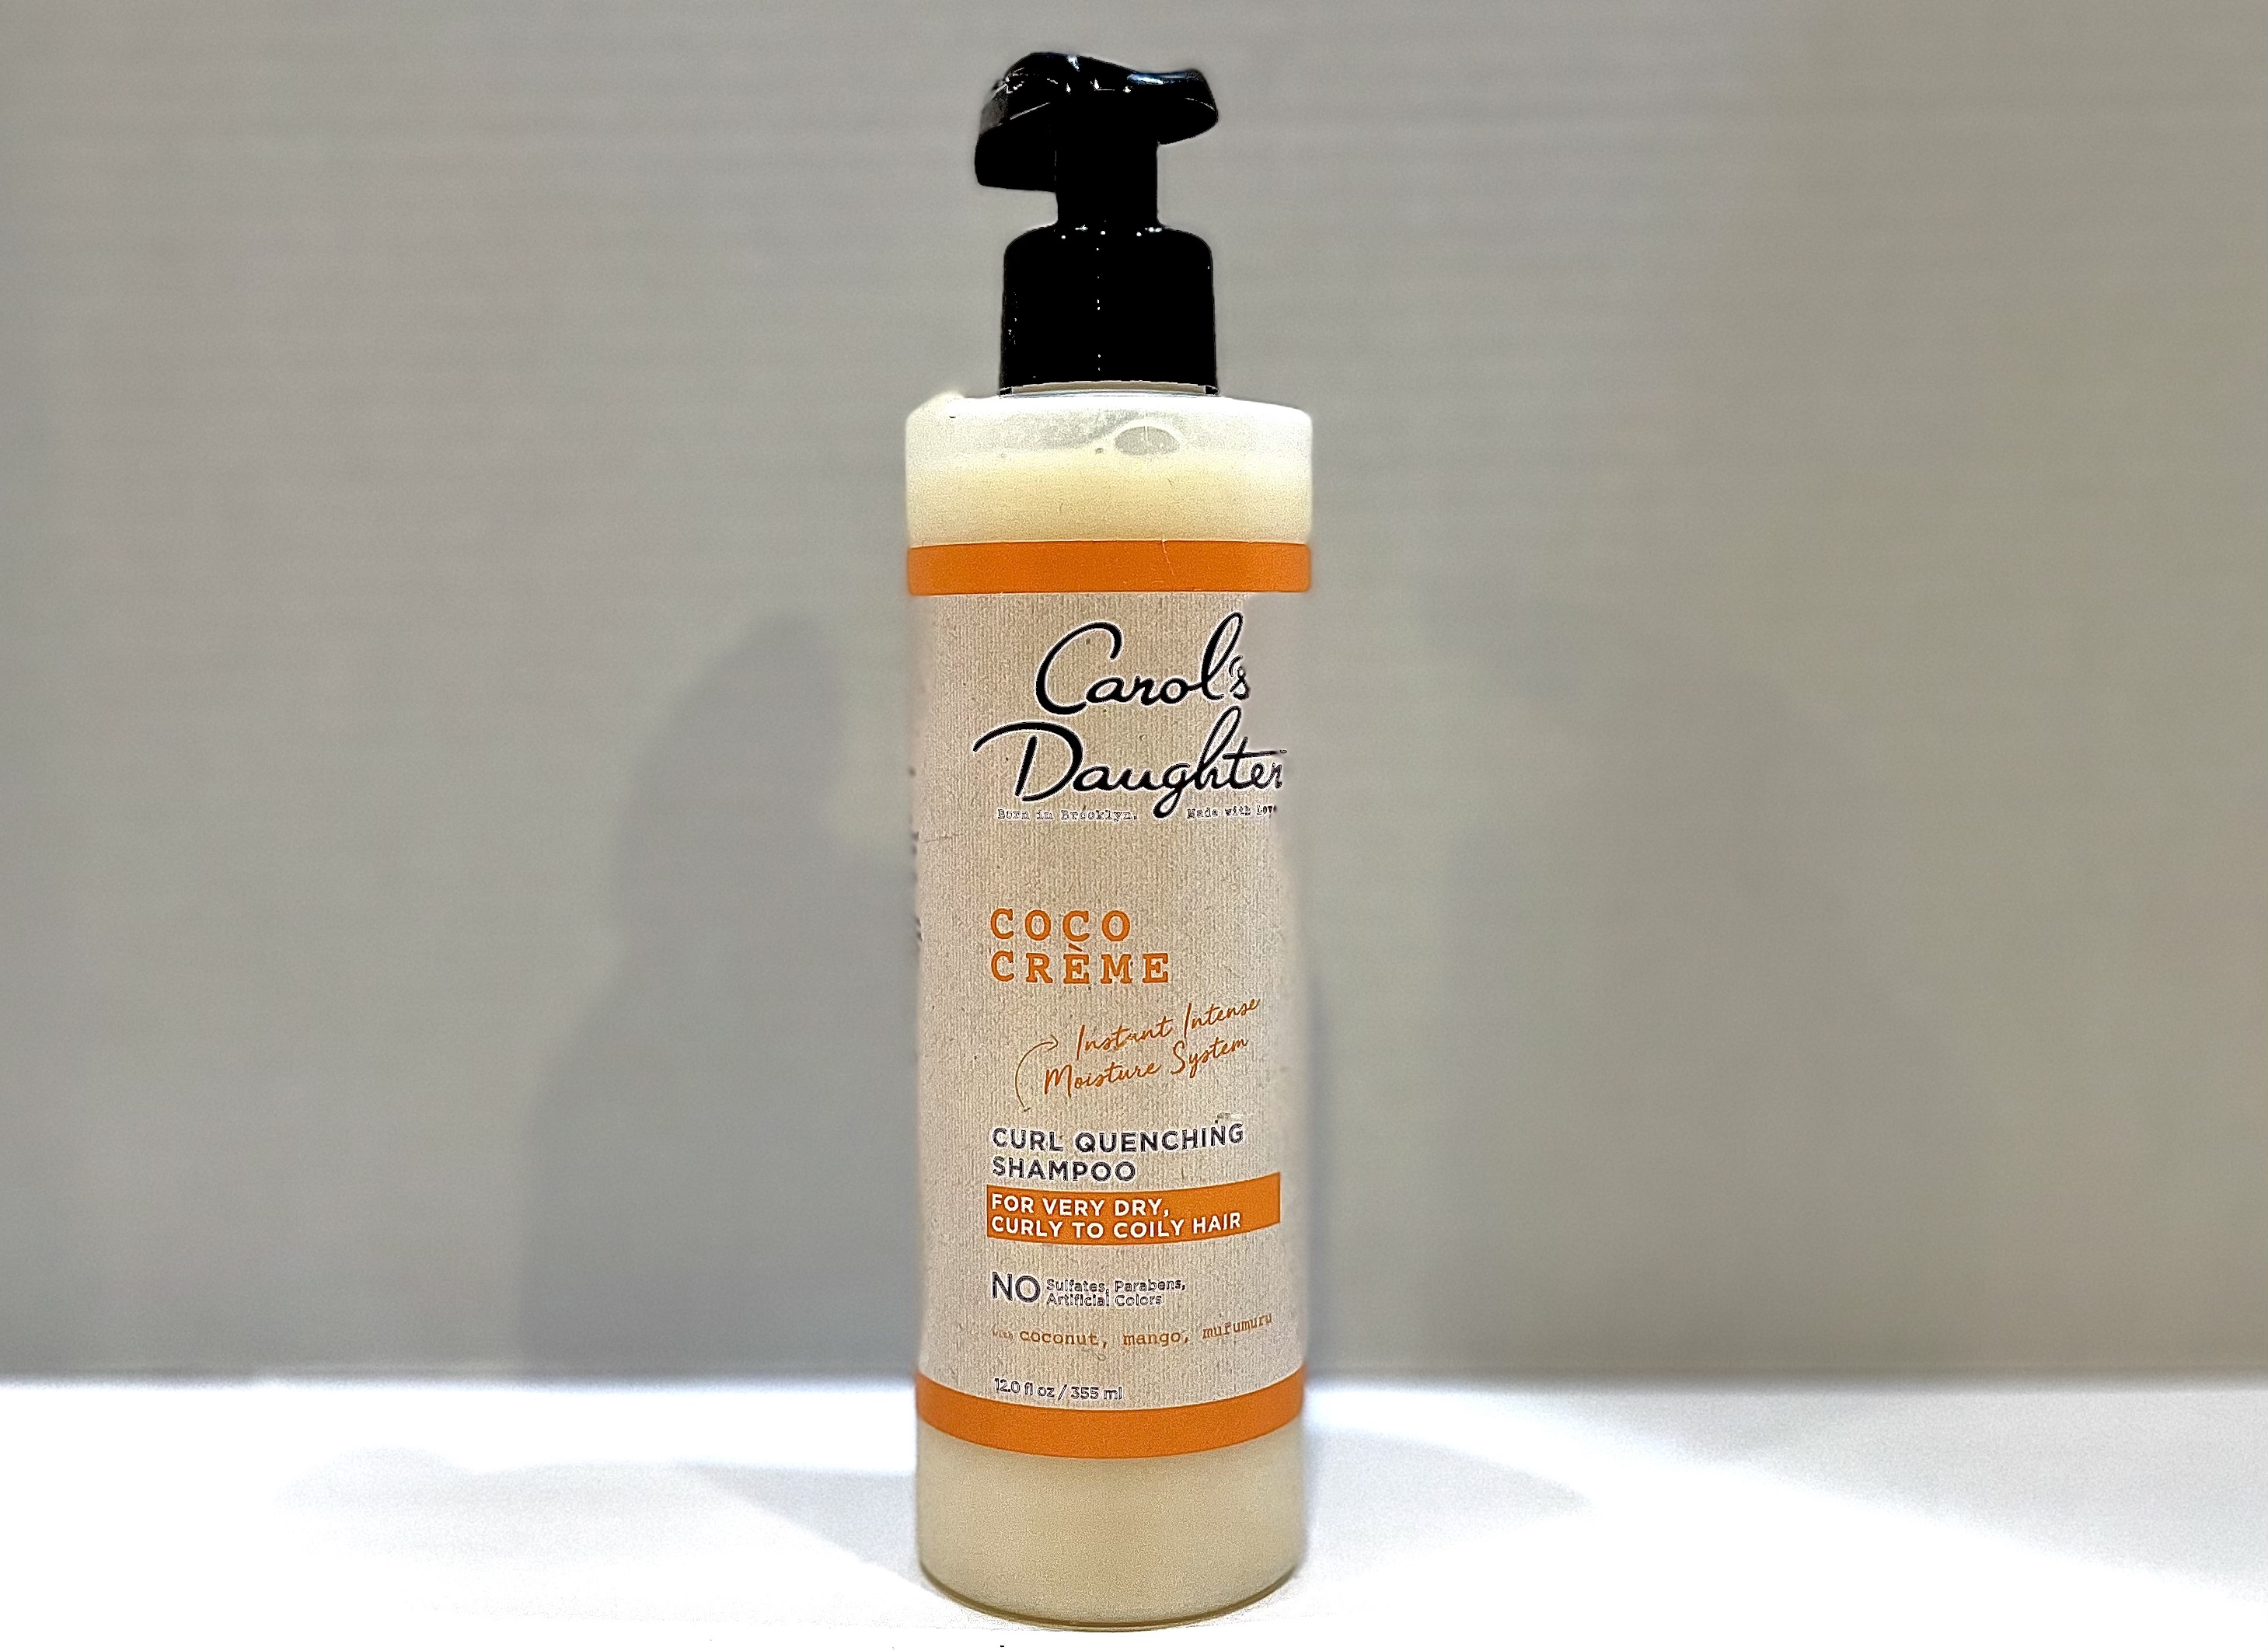 Carol's
Daughter
Born in Brooklyn. Made with Love
COCO
CRÈME
Instant Intense
Moisture System
CURL QUENCHING
SHAMPOO
FOR VERY DRY,
CURLY TO COILY HAIR
NO Sulfates, Parabens,
Artificial Colors
with coconut, mango, murumuru
12.0 fl oz / 355 ml